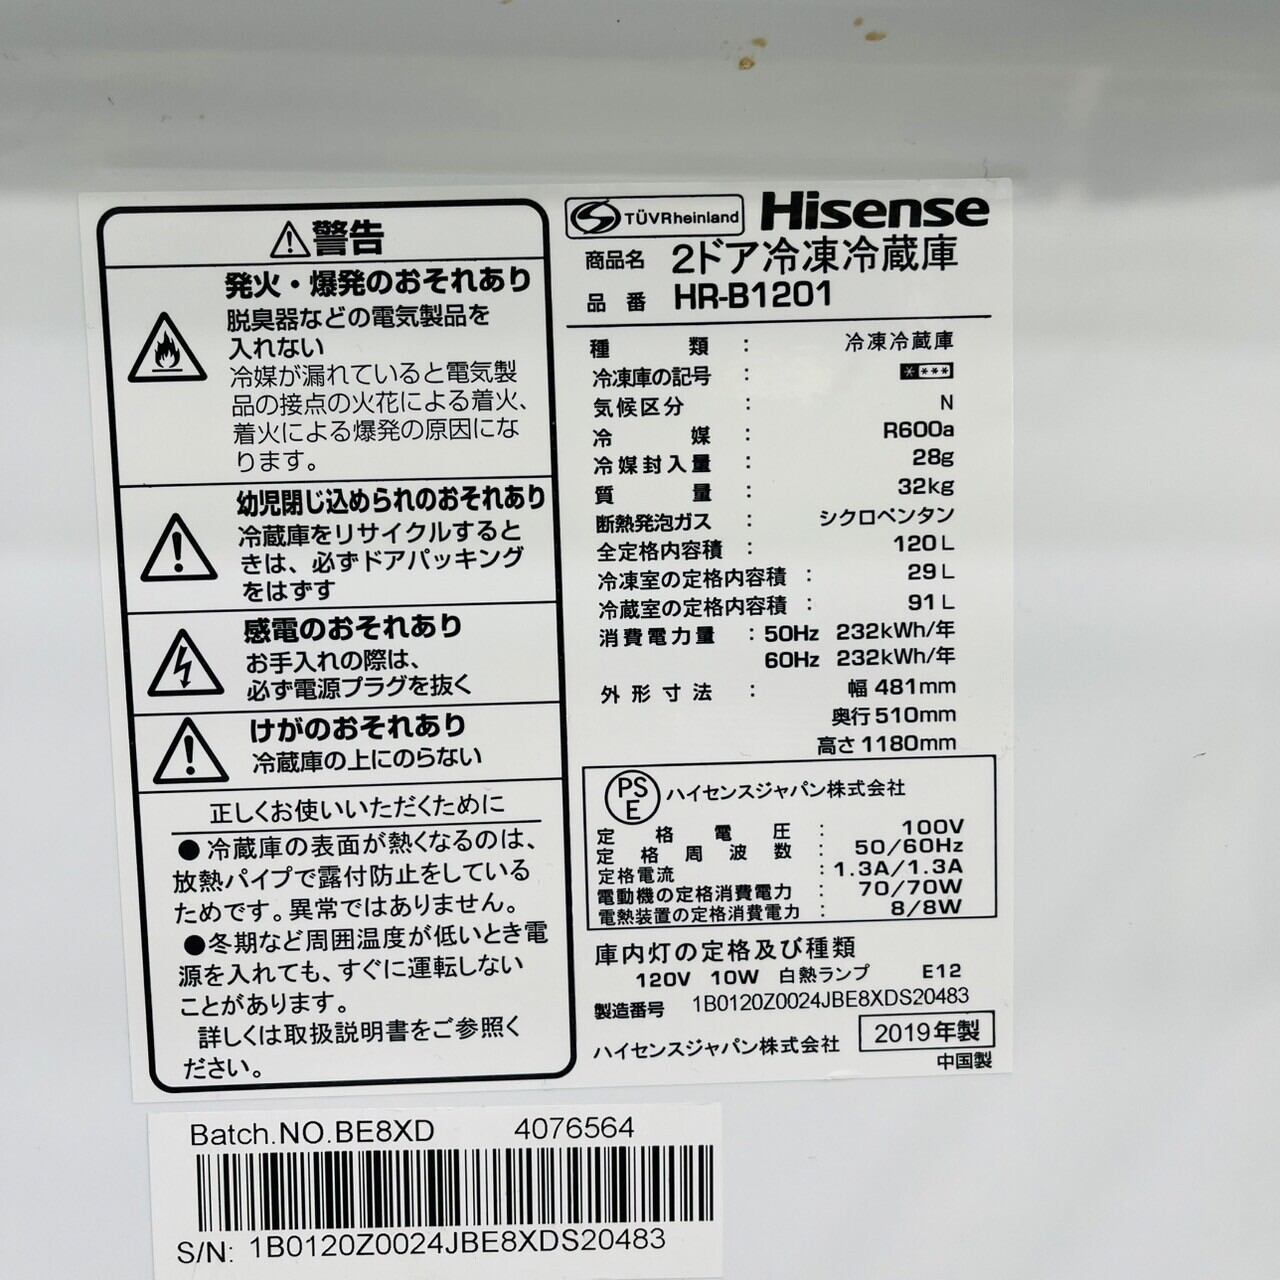 警告
発火・爆発のおそれあり
脱臭器などの電気製品を
入れない
冷媒が漏れていると電気製
品の接点の火花による着火、
着火による爆発の原因にな
ります。
幼児閉じ込められのおそれあり
冷蔵庫をリサイクルすると
きは、必ずドアパッキング
をはずす
感電のおそれあり
お手入れの際は、
必ず電源プラグを抜く
けがのおそれあり
冷蔵庫の上にのらない
正しくお使いいただくために
●冷蔵庫の表面が熱くなるのは、
放熱パイプで露付防止をしている
ためです。異常ではありません。
●冬期など周囲温度が低いとき電
源を入れても、すぐに運転しない
ことがあります。
詳しくは取扱説明書をご参照く
ださい。
TÜVRheinland Hisense
商品名 2ドア冷凍冷蔵庫
品番 HR-B1201
種類 : 冷凍冷蔵庫
冷凍庫の記号 : ****
気候区分 : N
冷媒 : R600a
冷媒封入量 : 28g
質量 : 32kg
断熱発泡ガス : シクロペンタン
全定格内容積 : 120L
冷凍室の定格内容積 : 29L
冷蔵室の定格内容積 : 91L
消費電力量 : 50Hz 232kWh/年
60Hz 232kWh/年
外形寸法 : 幅 481mm
奥行 510mm
高さ 1180mm
PSE ハイセンスジャパン株式会社
定格電圧 : 100V
定格周波数 : 50/60Hz
定格電流 : 1.3A/1.3A
電動機の定格消費電力 : 70/70W
電熱装置の定格消費電力 : 8/8W
庫内灯の定格及び種類
120V 10W 白熱ランプ E12
製造番号 1B0120Z0024JBE8XDS20483
ハイセンスジャパン株式会社 2019年製
中国製
Batch.NO.BE8XD 4076564
S/N: 1B0120Z0024JBE8XDS20483